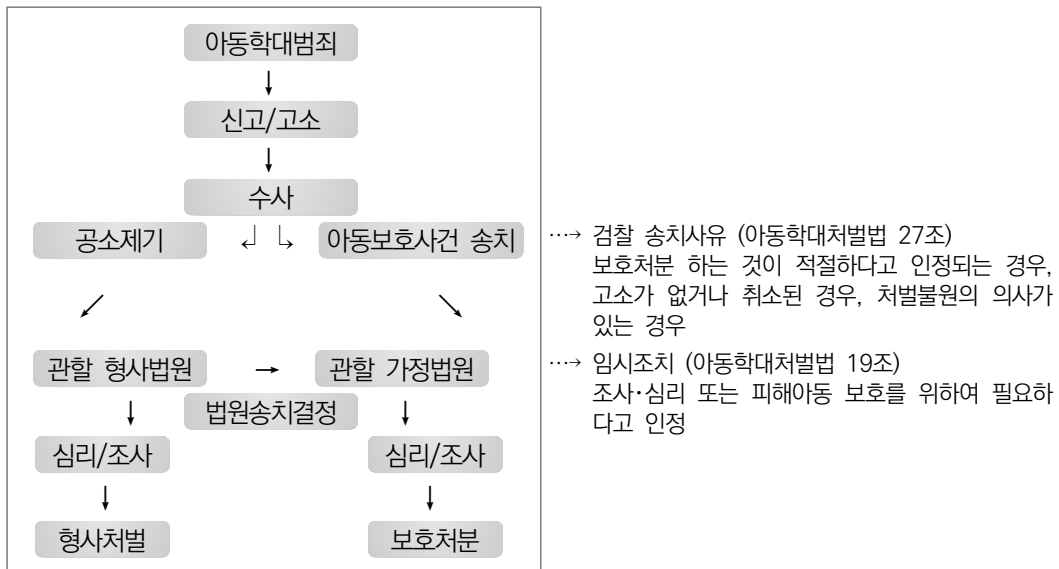 아동학대범죄
↓
신고/고소
↓
수사
공소제기 ↲ ↳ 아동보호사건 송치
…→ 검찰 송치사유 (아동학대처벌법 27조)
보호처분 하는 것이 적절하다고 인정되는 경우,
고소가 없거나 취소된 경우, 처벌불원의 의사가
있는 경우
↙ ↘
관할 형사법원 → 관할 가정법원
…→ 임시조치 (아동학대처벌법 19조)
조사·심리 또는 피해아동 보호를 위하여 필요하
다고 인정
↓ 법원송치결정 ↓
심리/조사 심리/조사
↓ ↓
형사처벌 보호처분